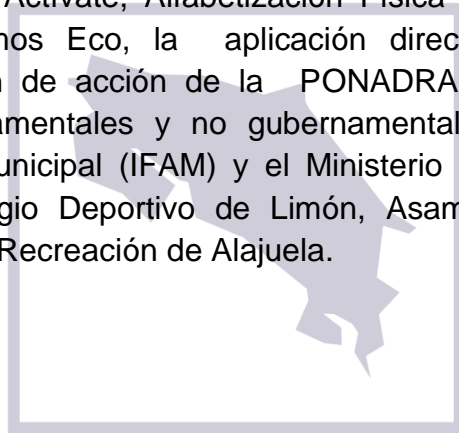 Actívate, Alfabetización Física
nos Eco, la aplicación direc
de acción de la PONADRA
amentales y no gubernamental
unicipal (IFAM) y el Ministerio
gio Deportivo de Limón, Asam
Recreación de Alajuela.